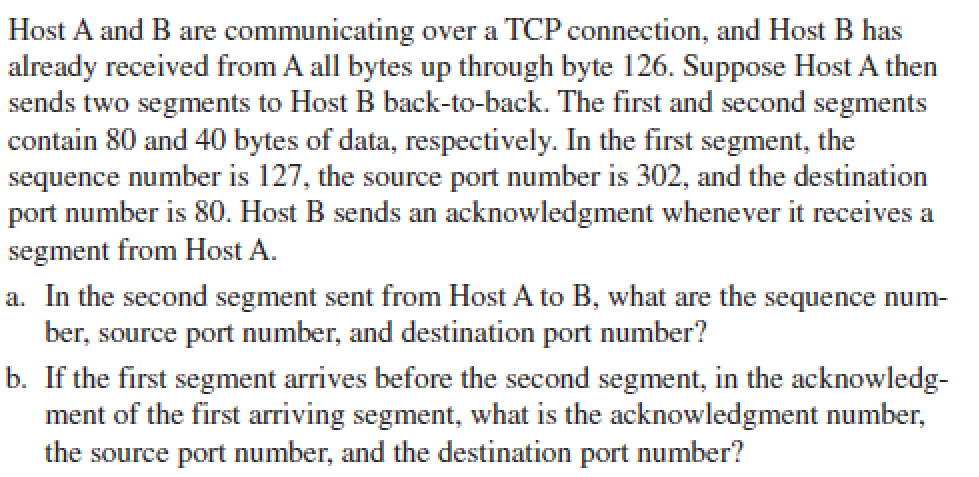 Host A and B are communicating over a TCP connection, and Host B has
already received from A all bytes up through byte 126. Suppose Host A then
sends two segments to Host B back-to-back. The first and second segments
contain 80 and 40 bytes of data, respectively. In the first segment, the
sequence number is 127, the source port number is 302, and the destination
port number is 80. Host B sends an acknowledgment whenever it receives a
segment from Host A.
a. In the second segment sent from Host A to B, what are the sequence num-
ber, source port number, and destination port number?
b. If the first segment arrives before the second segment, in the acknowledg-
ment of the first arriving segment, what is the acknowledgment number,
the source port number, and the destination port number?